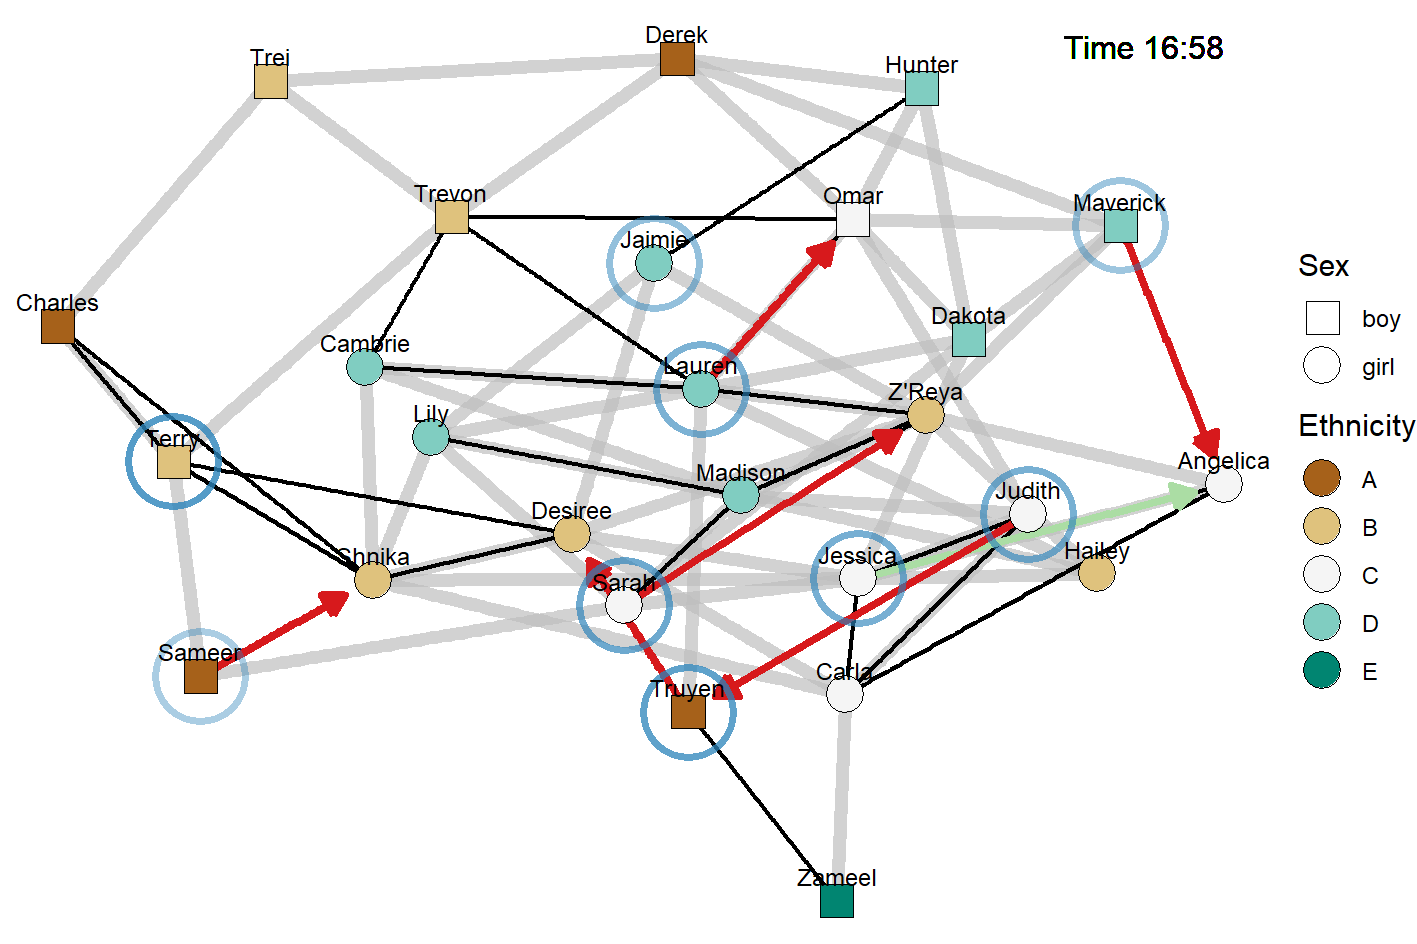 Time 16:58
Derek
Trei
Hunter
Trevon
Omar
Maverick
Jaimie
Charles
Dakota
Cambrie
Lauren
Z'Reya
Lily
Terry
Madison
Angelica
Judith
Desiree
Shnika
Jessica
Hailey
Sarah
Sameer
Carla
Truyen
Zameel
Sex
boy
girl
Ethnicity
A
B
C
D
E